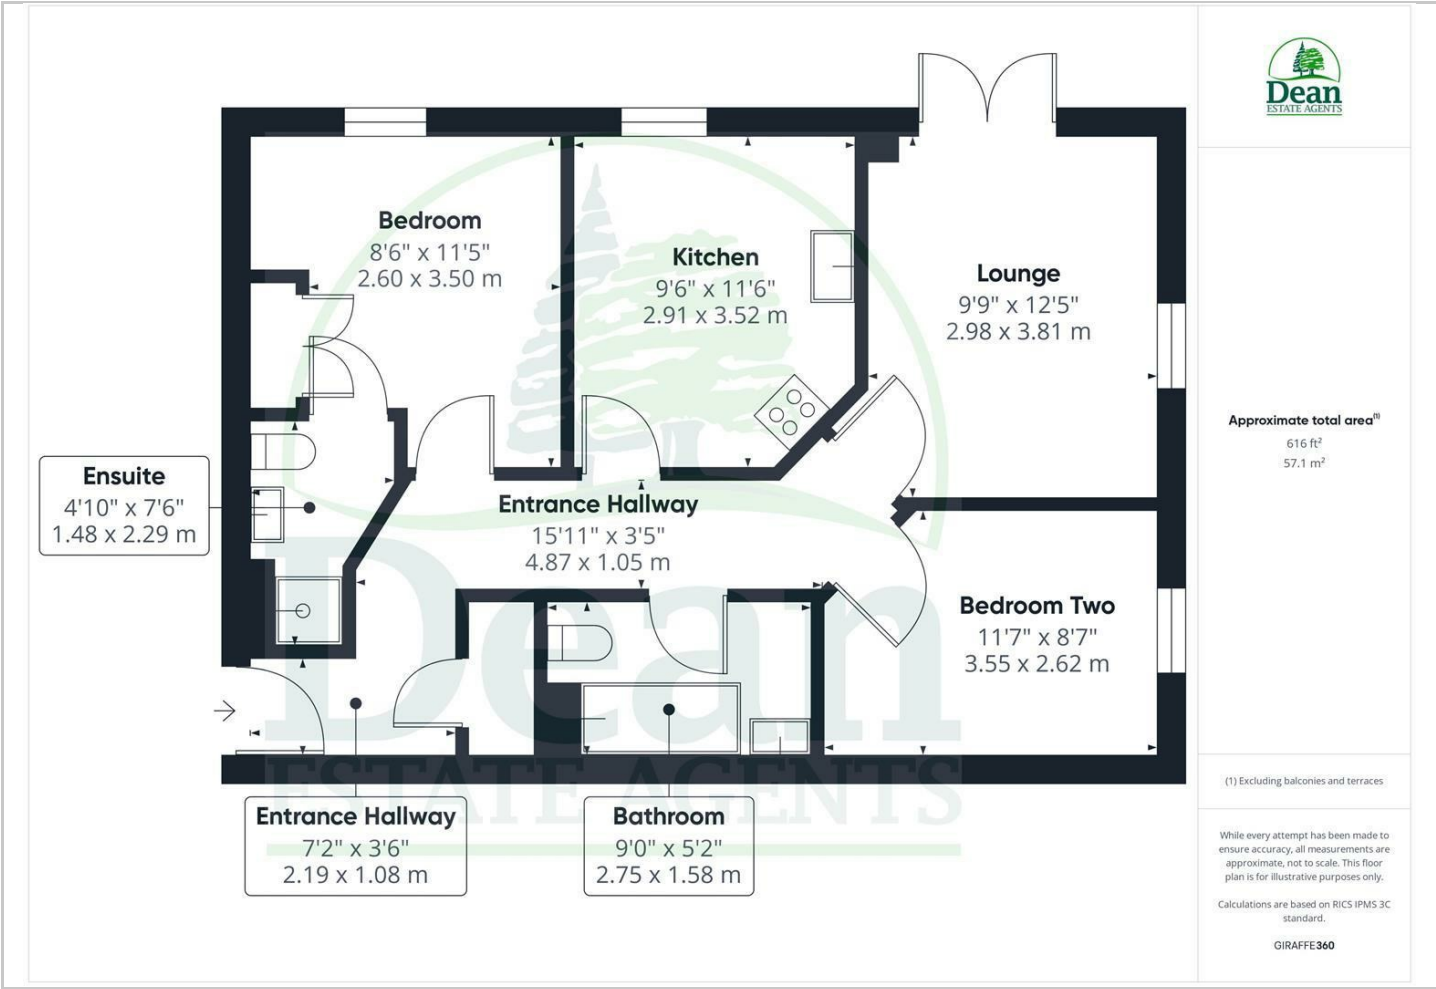 Bedroom
8'6" x 11'5"
2.60 x 3.50 m
Kitchen
9'6" x 11'6"
2.91 x 3.52 m
Lounge
9'9" x 12'5"
2.98 x 3.81 m
Ensuite
4'10" x 7'6"
1.48 x 2.29 m
Entrance Hallway
15'11" x 3'5"
4.87 x 1.05 m
Bedroom Two
11'7" x 8'7"
3.55 x 2.62 m
Entrance Hallway
7'2" x 3'6"
2.19 x 1.08 m
Bathroom
9'0" x 5'2"
2.75 x 1.58 m
Dean
ESTATE AGENTS
Dean
ESTATE AGENTS
Approximate total area⁽¹⁾
616 ft²
57.1 m²
(1) Excluding balconies and terraces
While every attempt has been made to
ensure accuracy, all measurements are
approximate, not to scale. This floor
plan is for illustrative purposes only.
Calculations are based on RICS IPMS 3C
standard.
GIRAFFE360